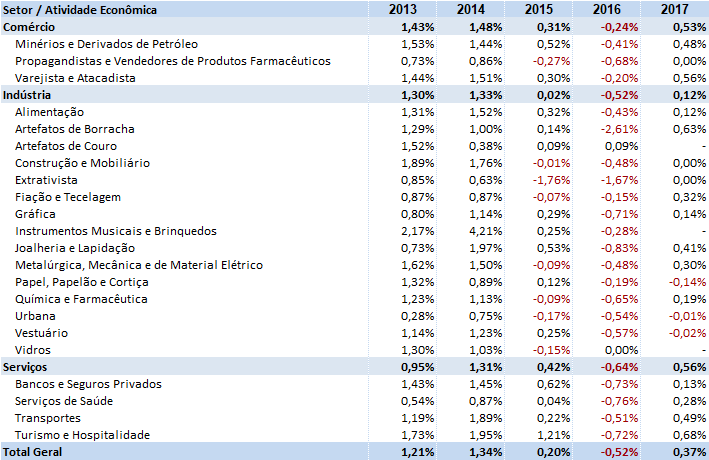 Setor / Atividade Econômica 2013 2014 2015 2016 2017
Comércio 1,43% 1,48% 0,31% -0,24% 0,53%
Minérios e Derivados de Petróleo 1,53% 1,44% 0,52% -0,41% 0,48%
Propagandistas e Vendedores de Produtos Farmacêuticos 0,73% 0,86% -0,27% -0,68% 0,00%
Varejista e Atacadista 1,44% 1,51% 0,30% -0,20% 0,56%
Indústria 1,30% 1,33% 0,02% -0,52% 0,12%
Alimentação 1,31% 1,52% 0,32% -0,43% 0,12%
Artefatos de Borracha 1,29% 1,00% 0,14% -2,61% 0,63%
Artefatos de Couro 1,52% 0,38% 0,09% 0,09% -
Construção e Mobiliário 1,89% 1,76% -0,01% -0,48% 0,00%
Extrativista 0,85% 0,63% -1,76% -1,67% 0,00%
Fiação e Tecelagem 0,87% 0,87% -0,07% -0,15% 0,32%
Gráfica 0,80% 1,14% 0,29% -0,71% 0,14%
Instrumentos Musicais e Brinquedos 2,17% 4,21% 0,25% -0,28% -
Joalheria e Lapidação 0,73% 1,97% 0,53% -0,83% 0,41%
Metalúrgica, Mecânica e de Material Elétrico 1,62% 1,50% -0,09% -0,48% 0,30%
Papel, Papelão e Cortiça 1,32% 0,89% 0,12% -0,19% -0,14%
Química e Farmacêutica 1,23% 1,13% -0,09% -0,65% 0,19%
Urbana 0,28% 0,75% -0,17% -0,54% -0,01%
Vestuário 1,14% 1,23% 0,25% -0,57% -0,02%
Vidros 1,30% 1,03% -0,15% 0,00% -
Serviços 0,95% 1,31% 0,42% -0,64% 0,56%
Bancos e Seguros Privados 1,43% 1,45% 0,62% -0,73% 0,13%
Serviços de Saúde 0,54% 0,87% 0,04% -0,76% 0,28%
Transportes 1,19% 1,89% 0,22% -0,51% 0,49%
Turismo e Hospitalidade 1,73% 1,95% 1,21% -0,72% 0,68%
Total Geral 1,21% 1,34% 0,20% -0,52% 0,37%